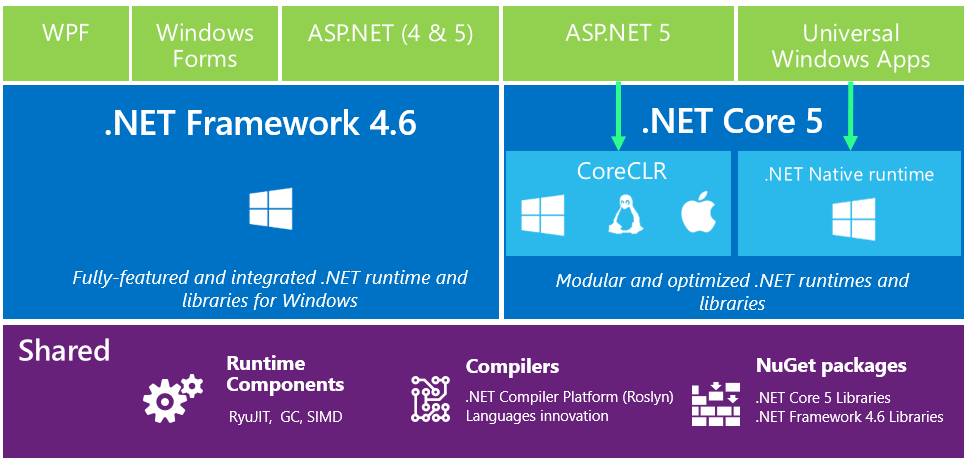 WPF
Windows
Forms
ASP.NET (4 & 5)
ASP.NET 5
Universal
Windows Apps
.NET Framework 4.6
Fully-featured and integrated .NET runtime and
libraries for Windows
.NET Core 5
CoreCLR
.NET Native runtime
Modular and optimized .NET runtimes and
libraries
Shared
Runtime
Components
RyuJIT, GC, SIMD
Compilers
.NET Compiler Platform (Roslyn)
Languages innovation
NuGet packages
.NET Core 5 Libraries
.NET Framework 4.6 Libraries